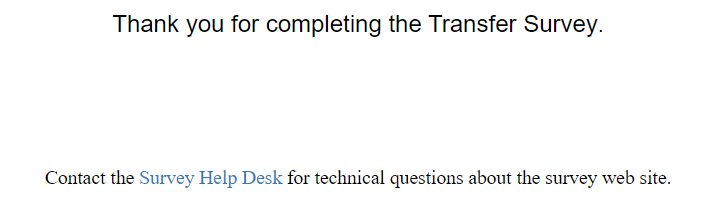 Thank you for completing the Transfer Survey.
Contact the Survey Help Desk for technical questions about the survey web site.